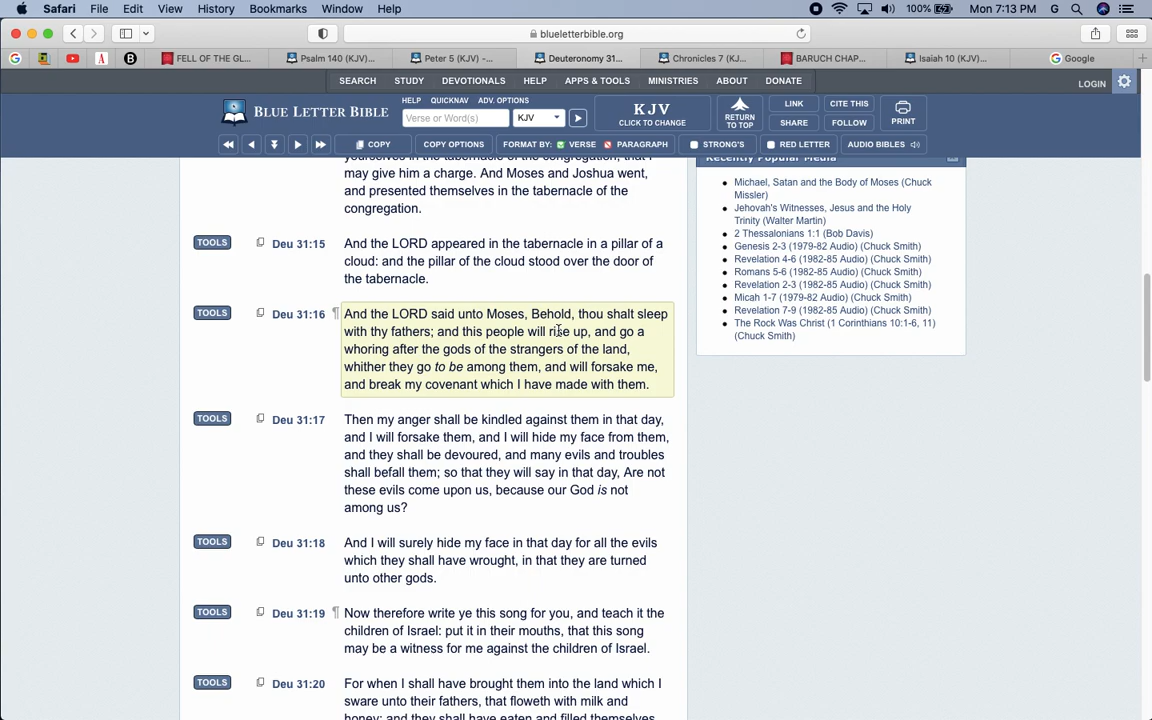 Safari File Edit View History Bookmarks Window Help 100% Mon 7:13 PM G
blueletterbible.org
FELL OF THE GL... Psalm 140 (KJV)... Peter 5 (KJV) -... Deuteronomy 31... Chronicles 7 (KJ... BARUCH CHAP... Isaiah 10 (KJV)... Google
SEARCH STUDY DEVOTIONALS HELP APPS & TOOLS MINISTRIES ABOUT DONATE LOGIN
BLUE LETTER BIBLE
HELP QUICKNAV ADV. OPTIONS
Verse or Word(s) KJV
KJV
CLICK TO CHANGE
RETURN
TO TOP
LINK CITE THIS
SHARE FOLLOW
PRINT
COPY COPY OPTIONS FORMAT BY: VERSE PARAGRAPH STRONG'S RED LETTER AUDIO BIBLES
yourselves in the tabernacle of the congregation, that I
may give him a charge. And Moses and Joshua went,
and presented themselves in the tabernacle of the
congregation.
TOOLS Deu 31:15 And the LORD appeared in the tabernacle in a pillar of a
cloud: and the pillar of the cloud stood over the door of
the tabernacle.
TOOLS Deu 31:16 ¶ And the LORD said unto Moses, Behold, thou shalt sleep
with thy fathers; and this people will rise up, and go a
whoring after the gods of the strangers of the land,
whither they go to be among them, and will forsake me,
and break my covenant which I have made with them.
TOOLS Deu 31:17 Then my anger shall be kindled against them in that day,
and I will forsake them, and I will hide my face from them,
and they shall be devoured, and many evils and troubles
shall befall them; so that they will say in that day, Are not
these evils come upon us, because our God is not
among us?
TOOLS Deu 31:18 And I will surely hide my face in that day for all the evils
which they shall have wrought, in that they are turned
unto other gods.
TOOLS Deu 31:19 ¶ Now therefore write ye this song for you, and teach it the
children of Israel: put it in their mouths, that this song
may be a witness for me against the children of Israel.
TOOLS Deu 31:20 For when I shall have brought them into the land which I
sware unto their fathers, that floweth with milk and
honey; and they shall have eaten and filled themselves
Recently Popular Media
Michael, Satan and the Body of Moses (Chuck
Missler)
Jehovah's Witnesses, Jesus and the Holy
Trinity (Walter Martin)
2 Thessalonians 1:1 (Bob Davis)
Genesis 2-3 (1979-82 Audio) (Chuck Smith)
Revelation 4-6 (1982-85 Audio) (Chuck Smith)
Romans 5-6 (1982-85 Audio) (Chuck Smith)
Revelation 2-3 (1982-85 Audio) (Chuck Smith)
Micah 1-7 (1979-82 Audio) (Chuck Smith)
Revelation 7-9 (1982-85 Audio) (Chuck Smith)
The Rock Was Christ (1 Corinthians 10:1-6, 11)
(Chuck Smith)